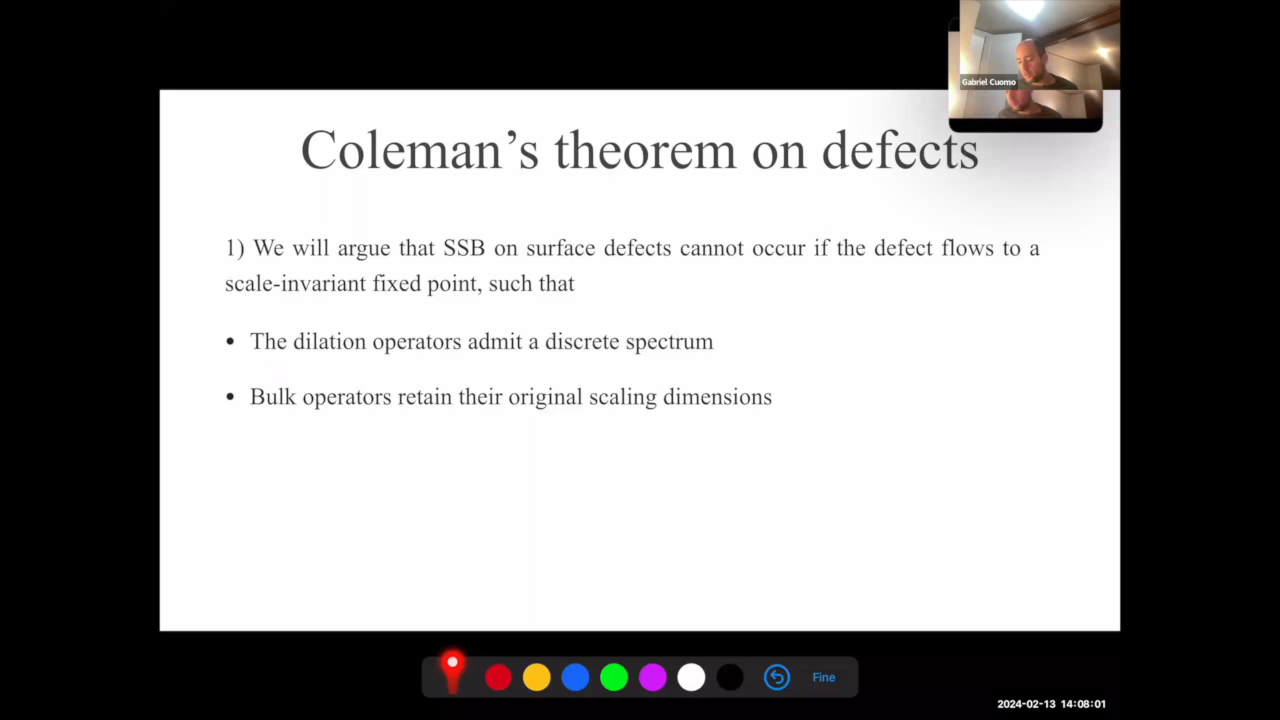 Gabriel Cuomo
Coleman’s theorem on defects
1) We will argue that SSB on surface defects cannot occur if the defect flows to a
scale-invariant fixed point, such that
• The dilation operators admit a discrete spectrum
• Bulk operators retain their original scaling dimensions
Fine
2024-02-13 14:08:01